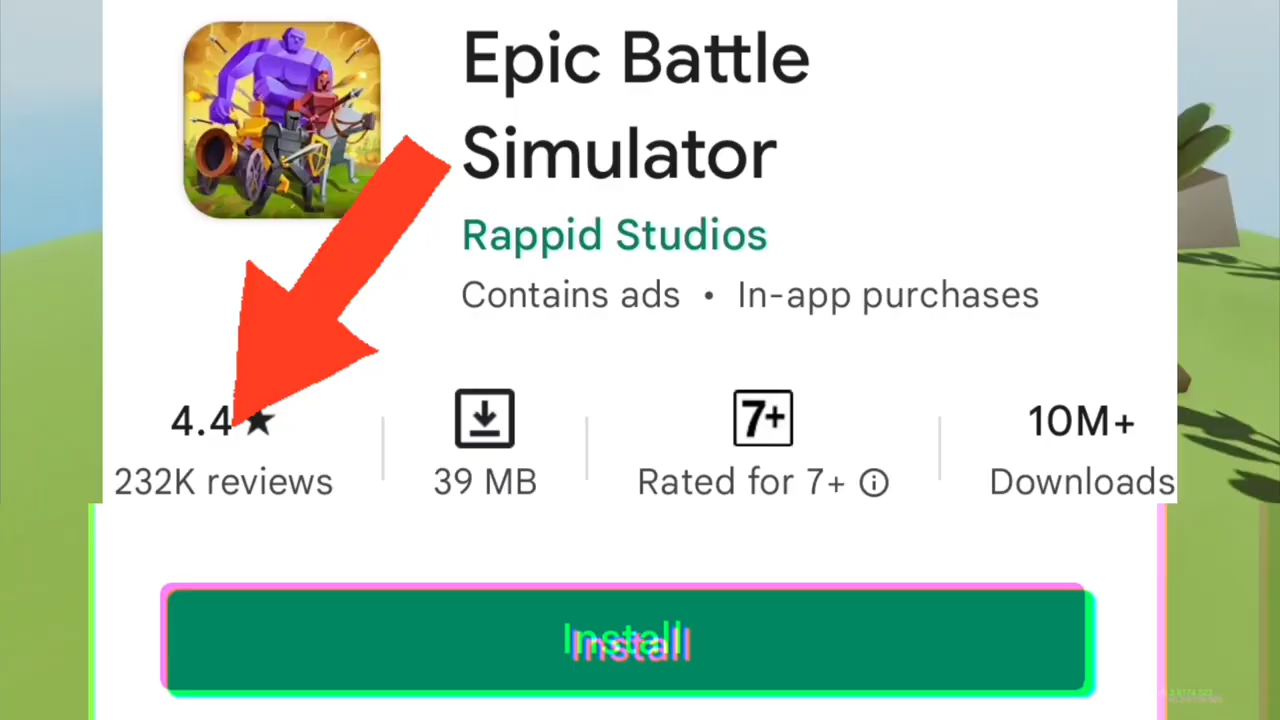 Epic Battle
Simulator
Rappid Studios
Contains ads • In-app purchases
4.4★
7+
10M+
232K reviews
39 MB
Rated for 7+
Downloads
Install